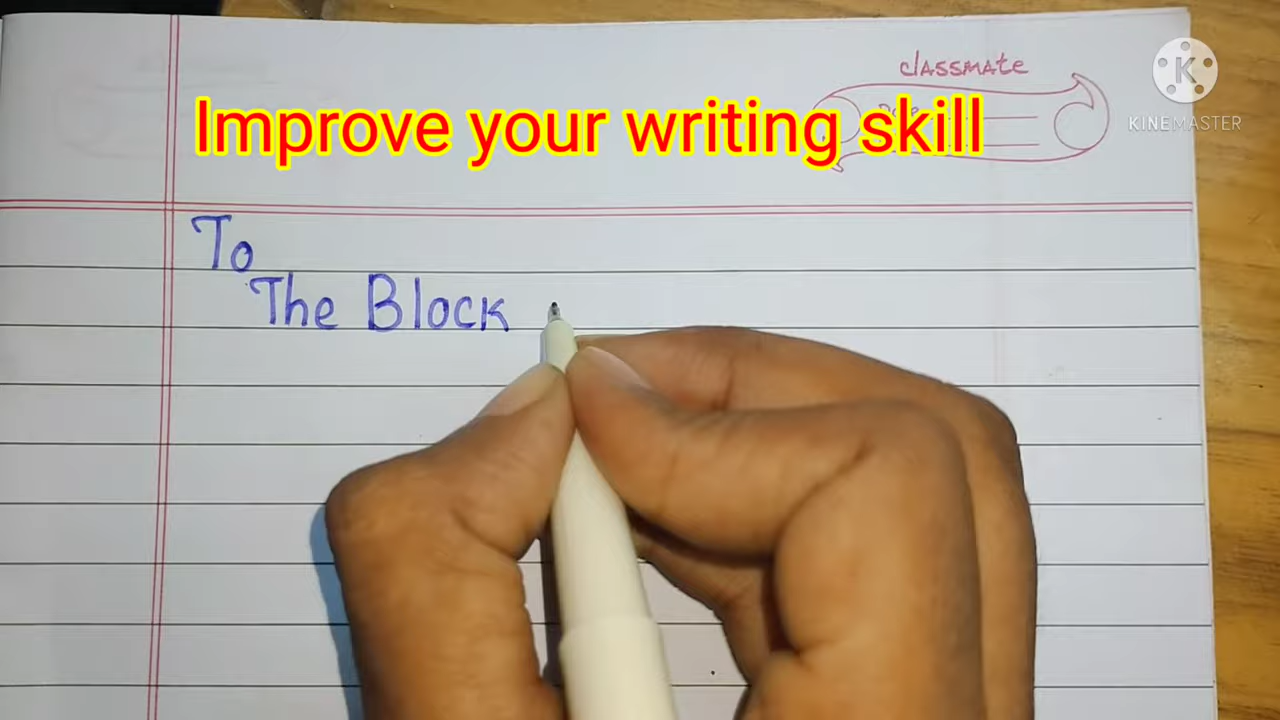 classmate
Improve your writing skill
KINEMASTER
To
The Block